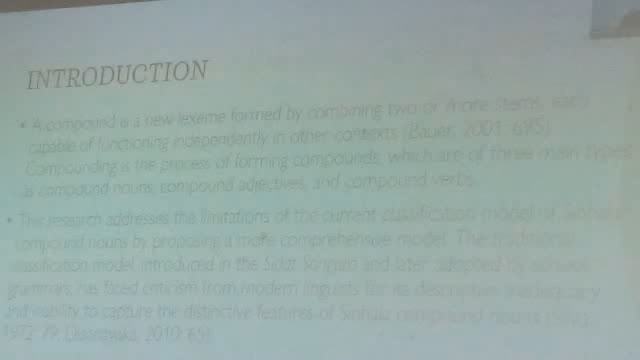 INTRODUCTION
• A compound is a new lexeme formed by combining two or more stems, each
capable of functioning independently in other contexts (Bauer, 2001: 695).
Compounding is the process of forming compounds, which are of three main types
is compound nouns, compound adjectives, and compound verbs.
• This research addresses the limitations of the current classification model of
compound nouns by proposing a more comprehensive model. The traditional
classification model, introduced in the Sidat Sangara and later adopted by school
grammars, has faced criticism from modern linguists for its descriptive inadequacy
and inability to capture the distinctive features of Sinhala compound nouns
1972: 79; 2010: 65).